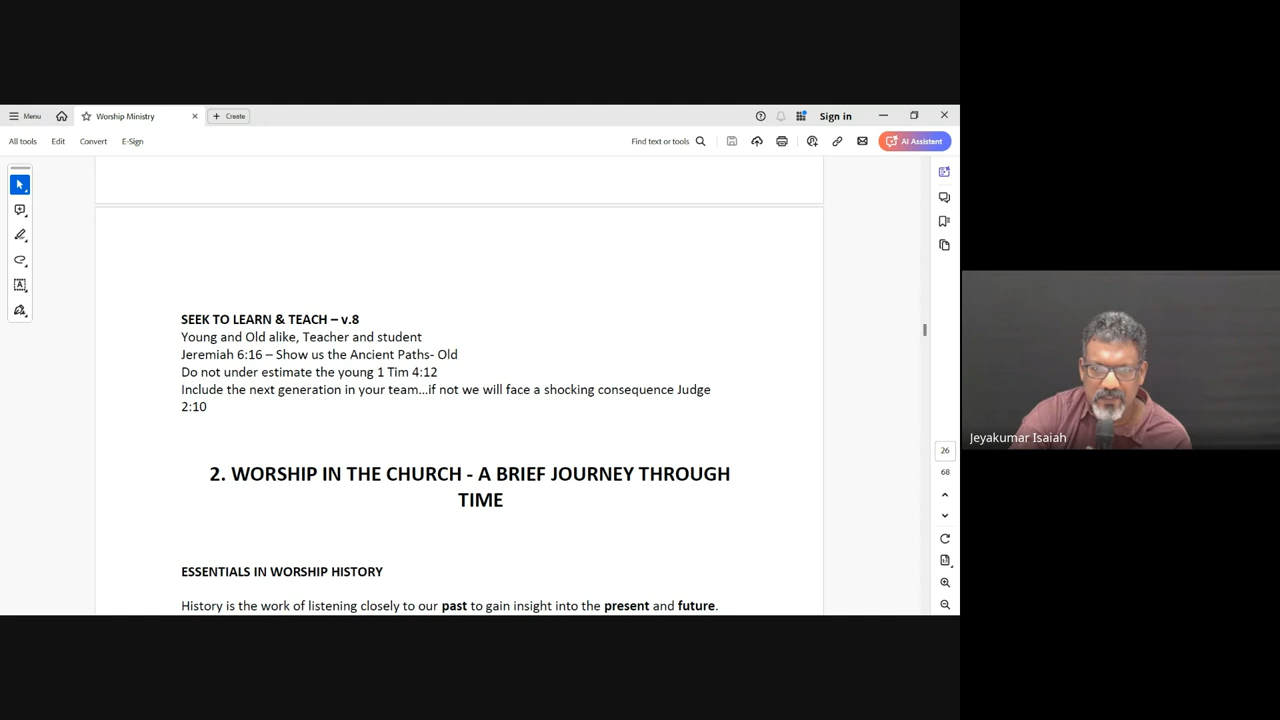 Menu
Worship Ministry
Create
Sign in
All tools
Edit
Convert
E-Sign
Find text or tools
AI Assistant
SEEK TO LEARN & TEACH – v.8
Young and Old alike, Teacher and student
Jeremiah 6:16 – Show us the Ancient Paths- Old
Do not under estimate the young 1 Tim 4:12
Include the next generation in your team...if not we will face a shocking consequence Judge
2:10
2. WORSHIP IN THE CHURCH - A BRIEF JOURNEY THROUGH
TIME
ESSENTIALS IN WORSHIP HISTORY
History is the work of listening closely to our past to gain insight into the present and future.
26
68
Jeyakumar Isaiah